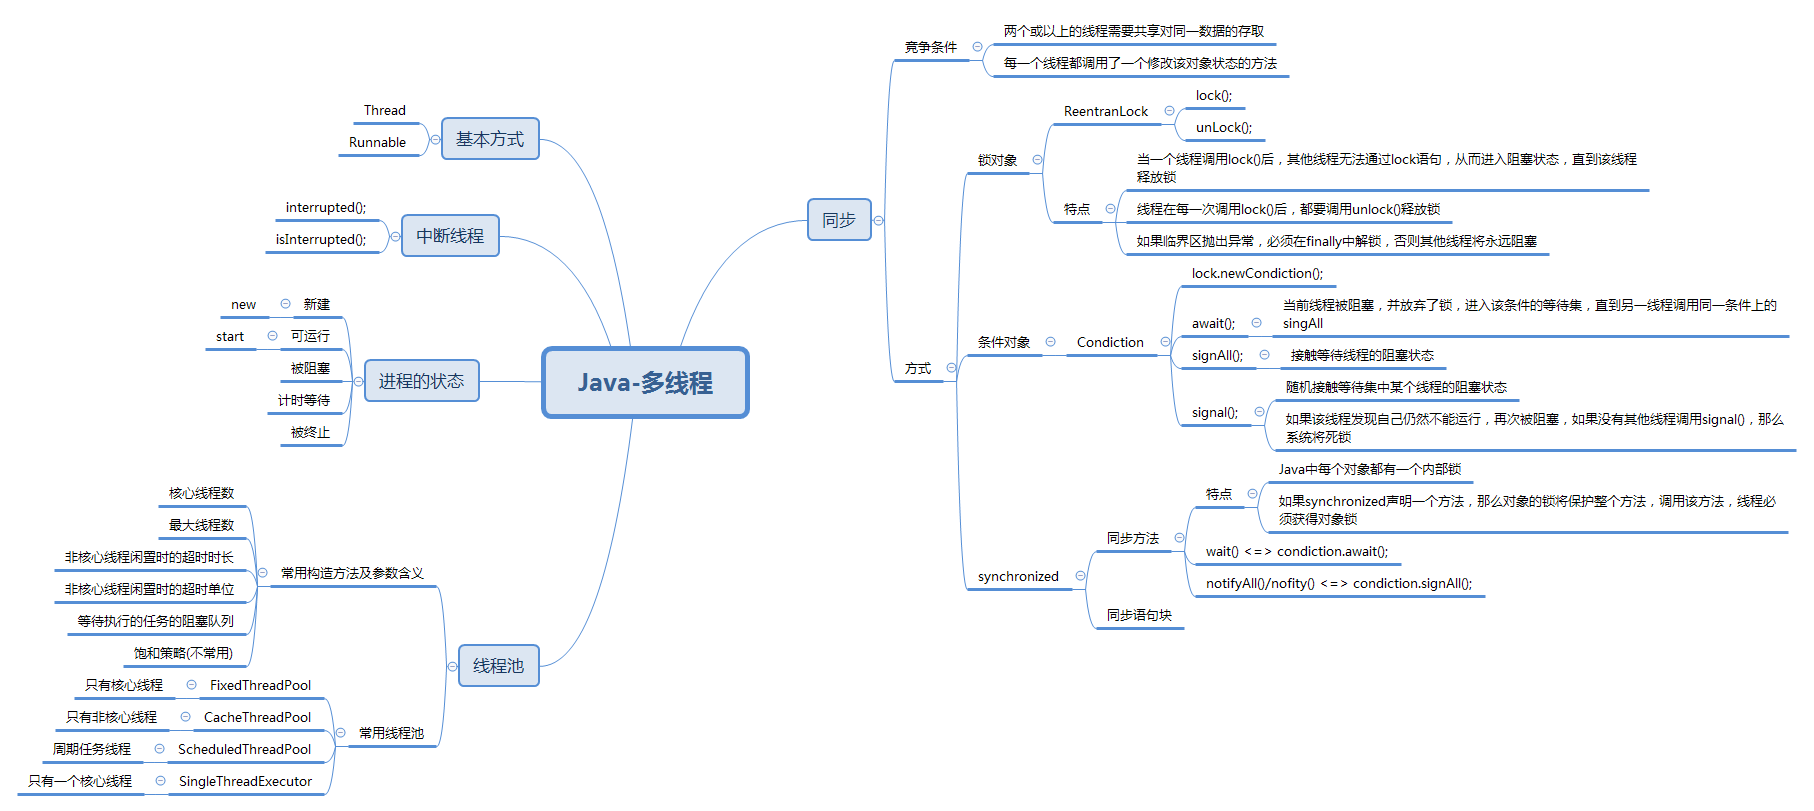 Java-多线程
基本方式
Thread
Runnable
中断线程
interrupted();
isInterrupted();
进程的状态
新建
new
可运行
start
被阻塞
计时等待
被终止
线程池
常用构造方法及参数含义
核心线程数
最大线程数
非核心线程闲置时的超时时长
非核心线程闲置时的超时单位
等待执行的任务的阻塞队列
饱和策略(不常用)
常用线程池
FixedThreadPool
只有核心线程
CacheThreadPool
只有非核心线程
ScheduledThreadPool
周期任务线程
SingleThreadExecutor
只有一个核心线程
同步
竞争条件
两个或以上的线程需要共享对同一数据的存取
每一个线程都调用了一个修改该对象状态的方法
方式
锁对象
ReentranLock
lock();
unLock();
特点
当一个线程调用lock()后，其他线程无法通过lock语句，从而进入阻塞状态，直到该线程
释放锁
线程在每一次调用lock()后，都要调用unlock()释放锁
如果临界区抛出异常，必须在finally中解锁，否则其他线程将永远阻塞
条件对象
Condiction
lock.newCondiction();
await();
当前线程被阻塞，并放弃了锁，进入该条件的等待集，直到另一线程调用同一条件上的
singAll
signAll();
接触等待线程的阻塞状态
signal();
随机接触等待集中某个线程的阻塞状态
如果该线程发现自己仍然不能运行，再次被阻塞，如果没有其他线程调用signal()，那么
系统将死锁
synchronized
同步方法
特点
Java中每个对象都有一个内部锁
如果synchronized声明一个方法，那么对象的锁将保护整个方法，调用该方法，线程必
须获得对象锁
wait() <=> condiction.await();
notifyAll()/nofity() <=> condiction.signAll();
同步语句块